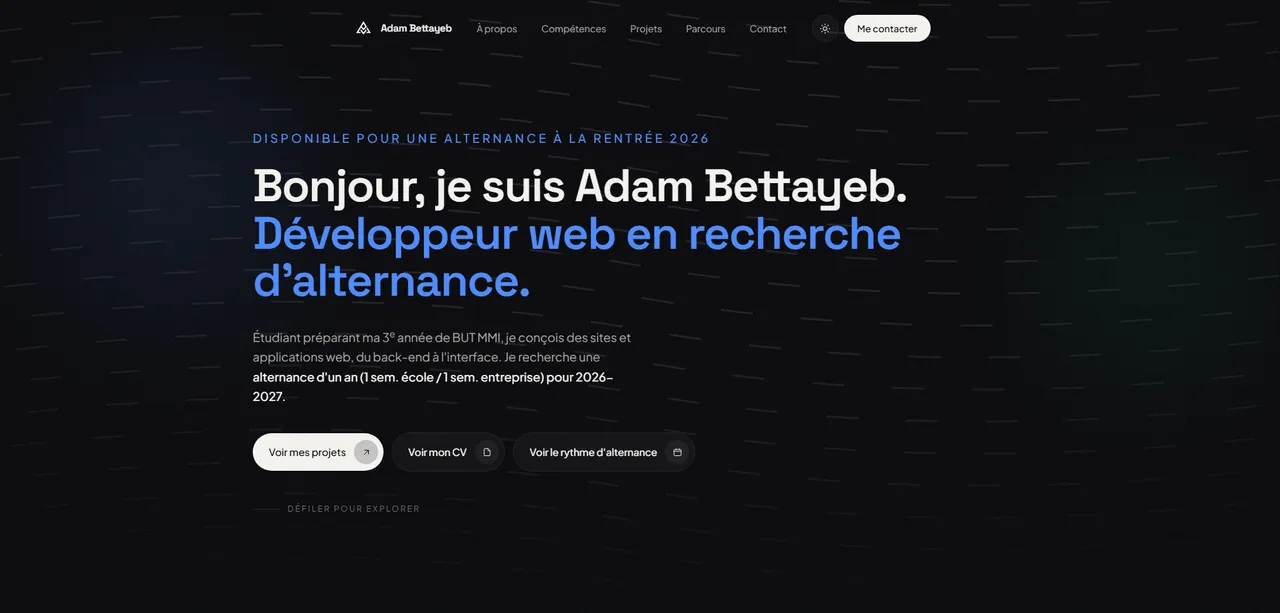 Adam Bettayeb
À propos
Compétences
Projets
Parcours
Contact
Me contacter
DISPONIBLE POUR UNE ALTERNANCE À LA RENTRÉE 2026
Bonjour, je suis Adam Bettayeb.
Développeur web en recherche
d’alternance.
Étudiant préparant ma 3e année de BUT MMI, je conçois des sites et
applications web, du back-end à l'interface. Je recherche une
alternance d'un an (1 sem. école / 1 sem. entreprise) pour 2026–
2027.
Voir mes projets
Voir mon CV
Voir le rythme d'alternance
DÉFILER POUR EXPLORER